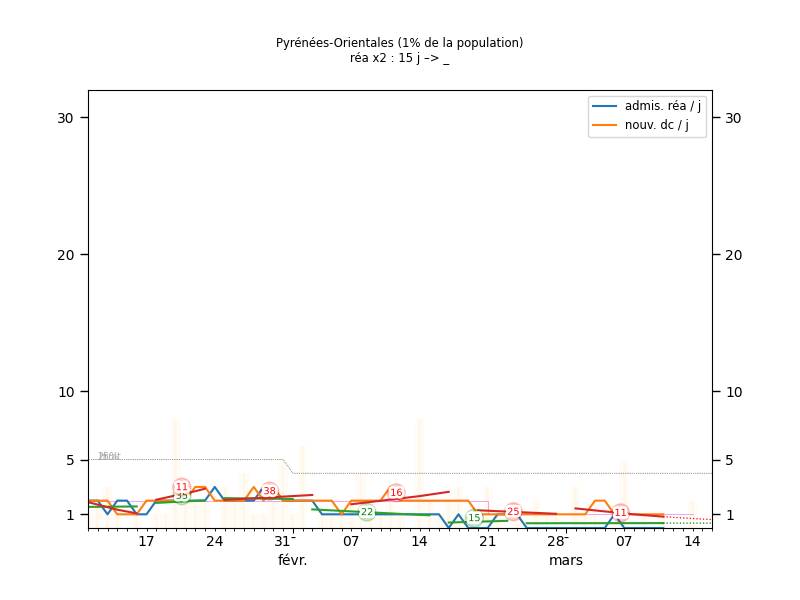 Pyrénées-Orientales (1% de la population)
réa x2 : 15 j –> _
admis. réa / j
nouv. dc / j
30 30
20 20
10 10
5 5
1 1
11
38
16
22
15
25
11
17 24 31 07 14 21 28 07 14
févr. mars